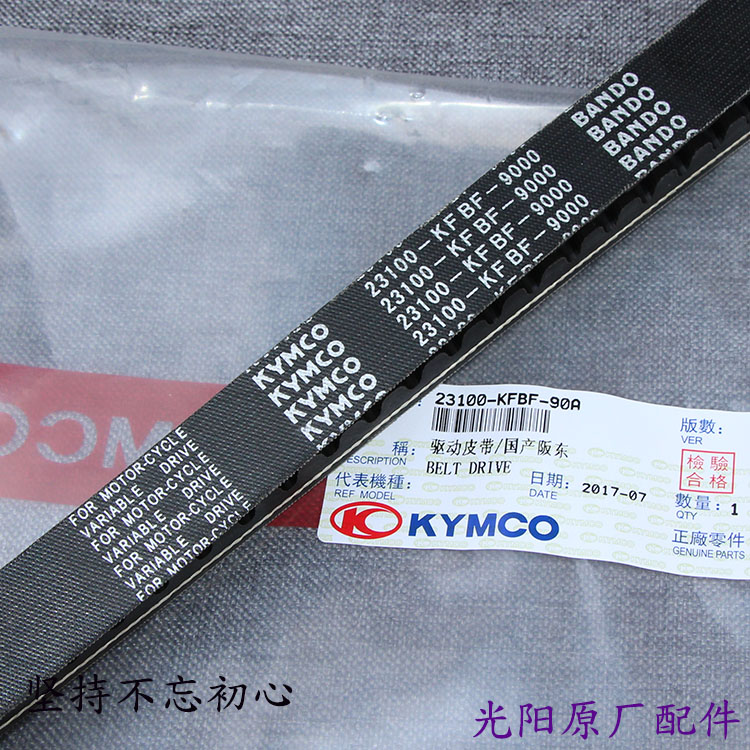 BANDO
BANDO
BANDO
BANDO
23100-KFBF-9000
23100-KFBF-9000
23100-KFBF-9000
23100-KFBF-9000
KYMCO
KYMCO
KYMCO
KYMCO
FOR MOTOR-CYCLE
VARIABLE DRIVE
FOR MOTOR-CYCLE
VARIABLE DRIVE
FOR MOTOR-CYCLE
VARIABLE DRIVE
FOR MOTOR-CYCLE
23100-KFBF-90A
版數:
VER
稱: 驱动皮带/国产阪东
DESCRIPTION BELT DRIVE
檢驗
合格
代表機種:
REF MODEL
日期: 2017-07
DATE
數量: 1
QTY
KYMCO
正廠零件
GENUINE PARTS
坚持不忘初心
光阳原厂配件